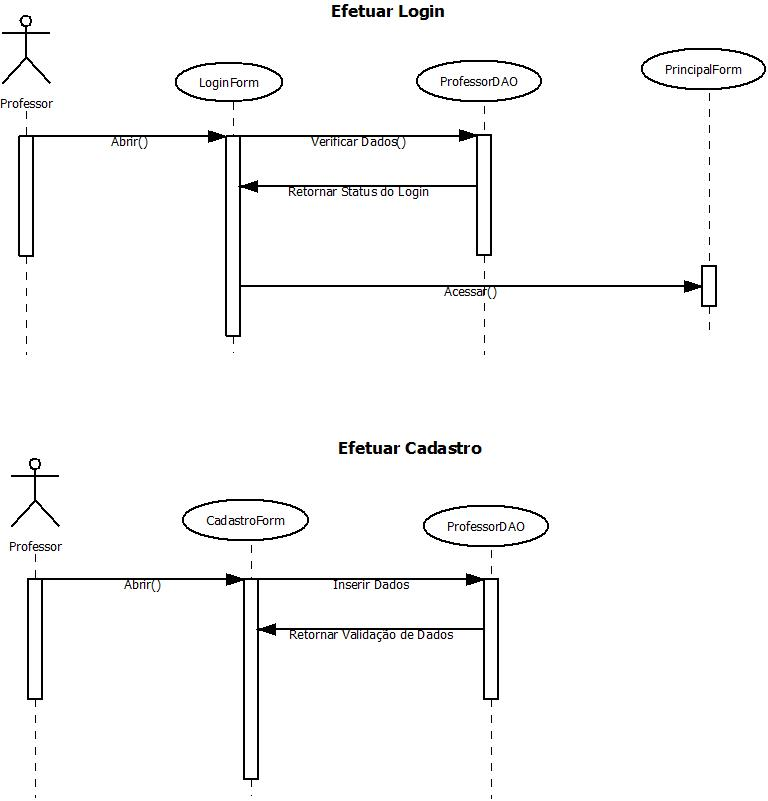 Efetuar Login
Professor
LoginForm
ProfessorDAO
PrincipalForm
Abrir()
Verificar Dados()
Retornar Status do Login
Acessar()
Efetuar Cadastro
Professor
CadastroForm
ProfessorDAO
Abrir()
Inserir Dados
Retornar Validação de Dados